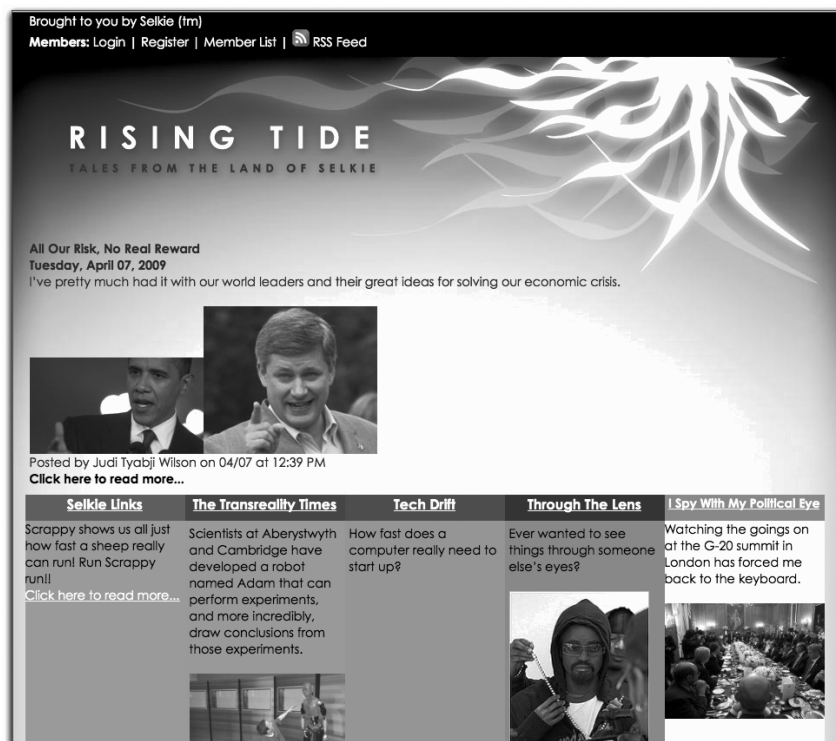 Brought to you by Selkie (tm)
Members: Login | Register | Member List | RSS Feed
RISING TIDE
TALES FROM THE LAND OF SELKIE
All Our Risk, No Real Reward
Tuesday, April 07, 2009
I've pretty much had it with our world leaders and their great ideas for solving our economic crisis.
Posted by Judi Tyabji Wilson on 04/07 at 12:39 PM
Click here to read more...
Selkie Links
Scrappy shows us all just
how fast a sheep really
can run! Run Scrappy
run!!
Click here to read more...
The Transreality Times
Scientists at Aberystwyth
and Cambridge have
developed a robot
named Adam that can
perform experiments,
and more incredibly,
draw conclusions from
those experiments.
Tech Drift
How fast does a
computer really need to
start up?
Through The Lens
Ever wanted to see
things through someone
else's eyes?
I Spy With My Political Eye
Watching the goings on
at the G-20 summit in
London has forced me
back to the keyboard.